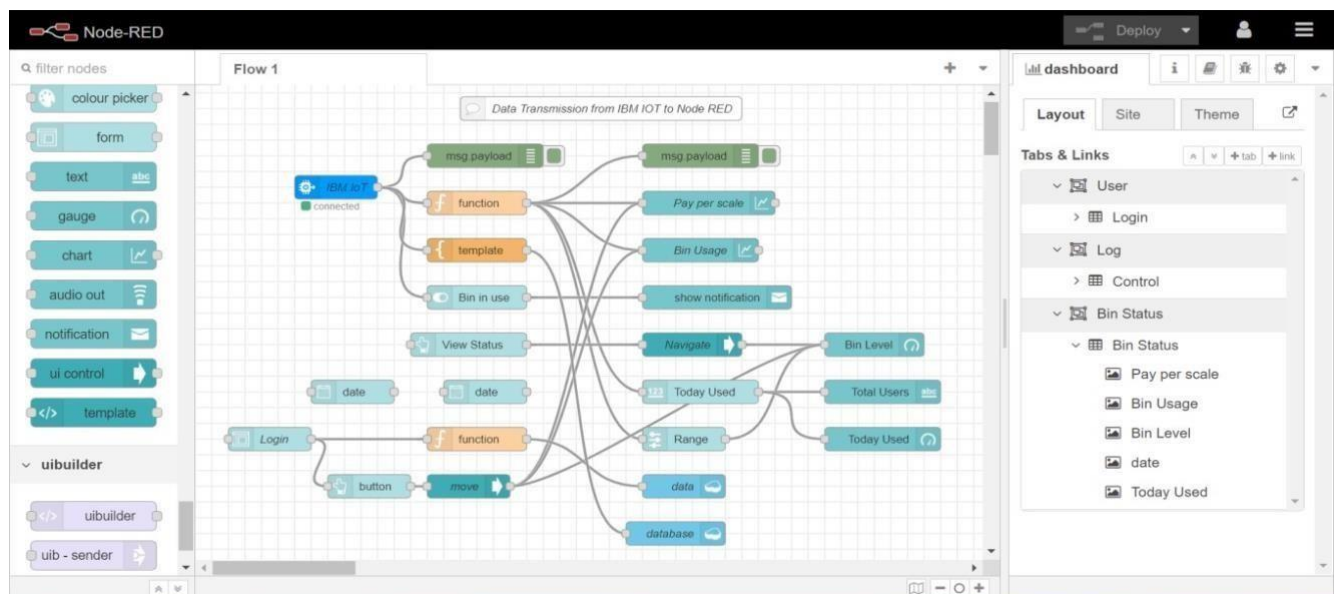 Node-RED
Deploy
filter nodes
colour picker
form
text
abc
gauge
chart
audio out
notification
ui control
</> template
uibuilder
</> uibuilder
uib - sender
Flow 1
Data Transmission from IBM IOT to Node RED
IBM IoT
connected
msg.payload
msg.payload
f function
Pay per scale
{ template
Bin Usage
Bin in use
show notification
View Status
Navigate
Bin Level
date
date
123 Today Used
Total Users abc
Login
f function
Range
Today Used
button
move
data
database
dashboard
i
Layout
Site
Theme
Tabs & Links
+ tab
+ link
User
Login
Log
Control
Bin Status
Bin Status
Pay per scale
Bin Usage
Bin Level
date
Today Used